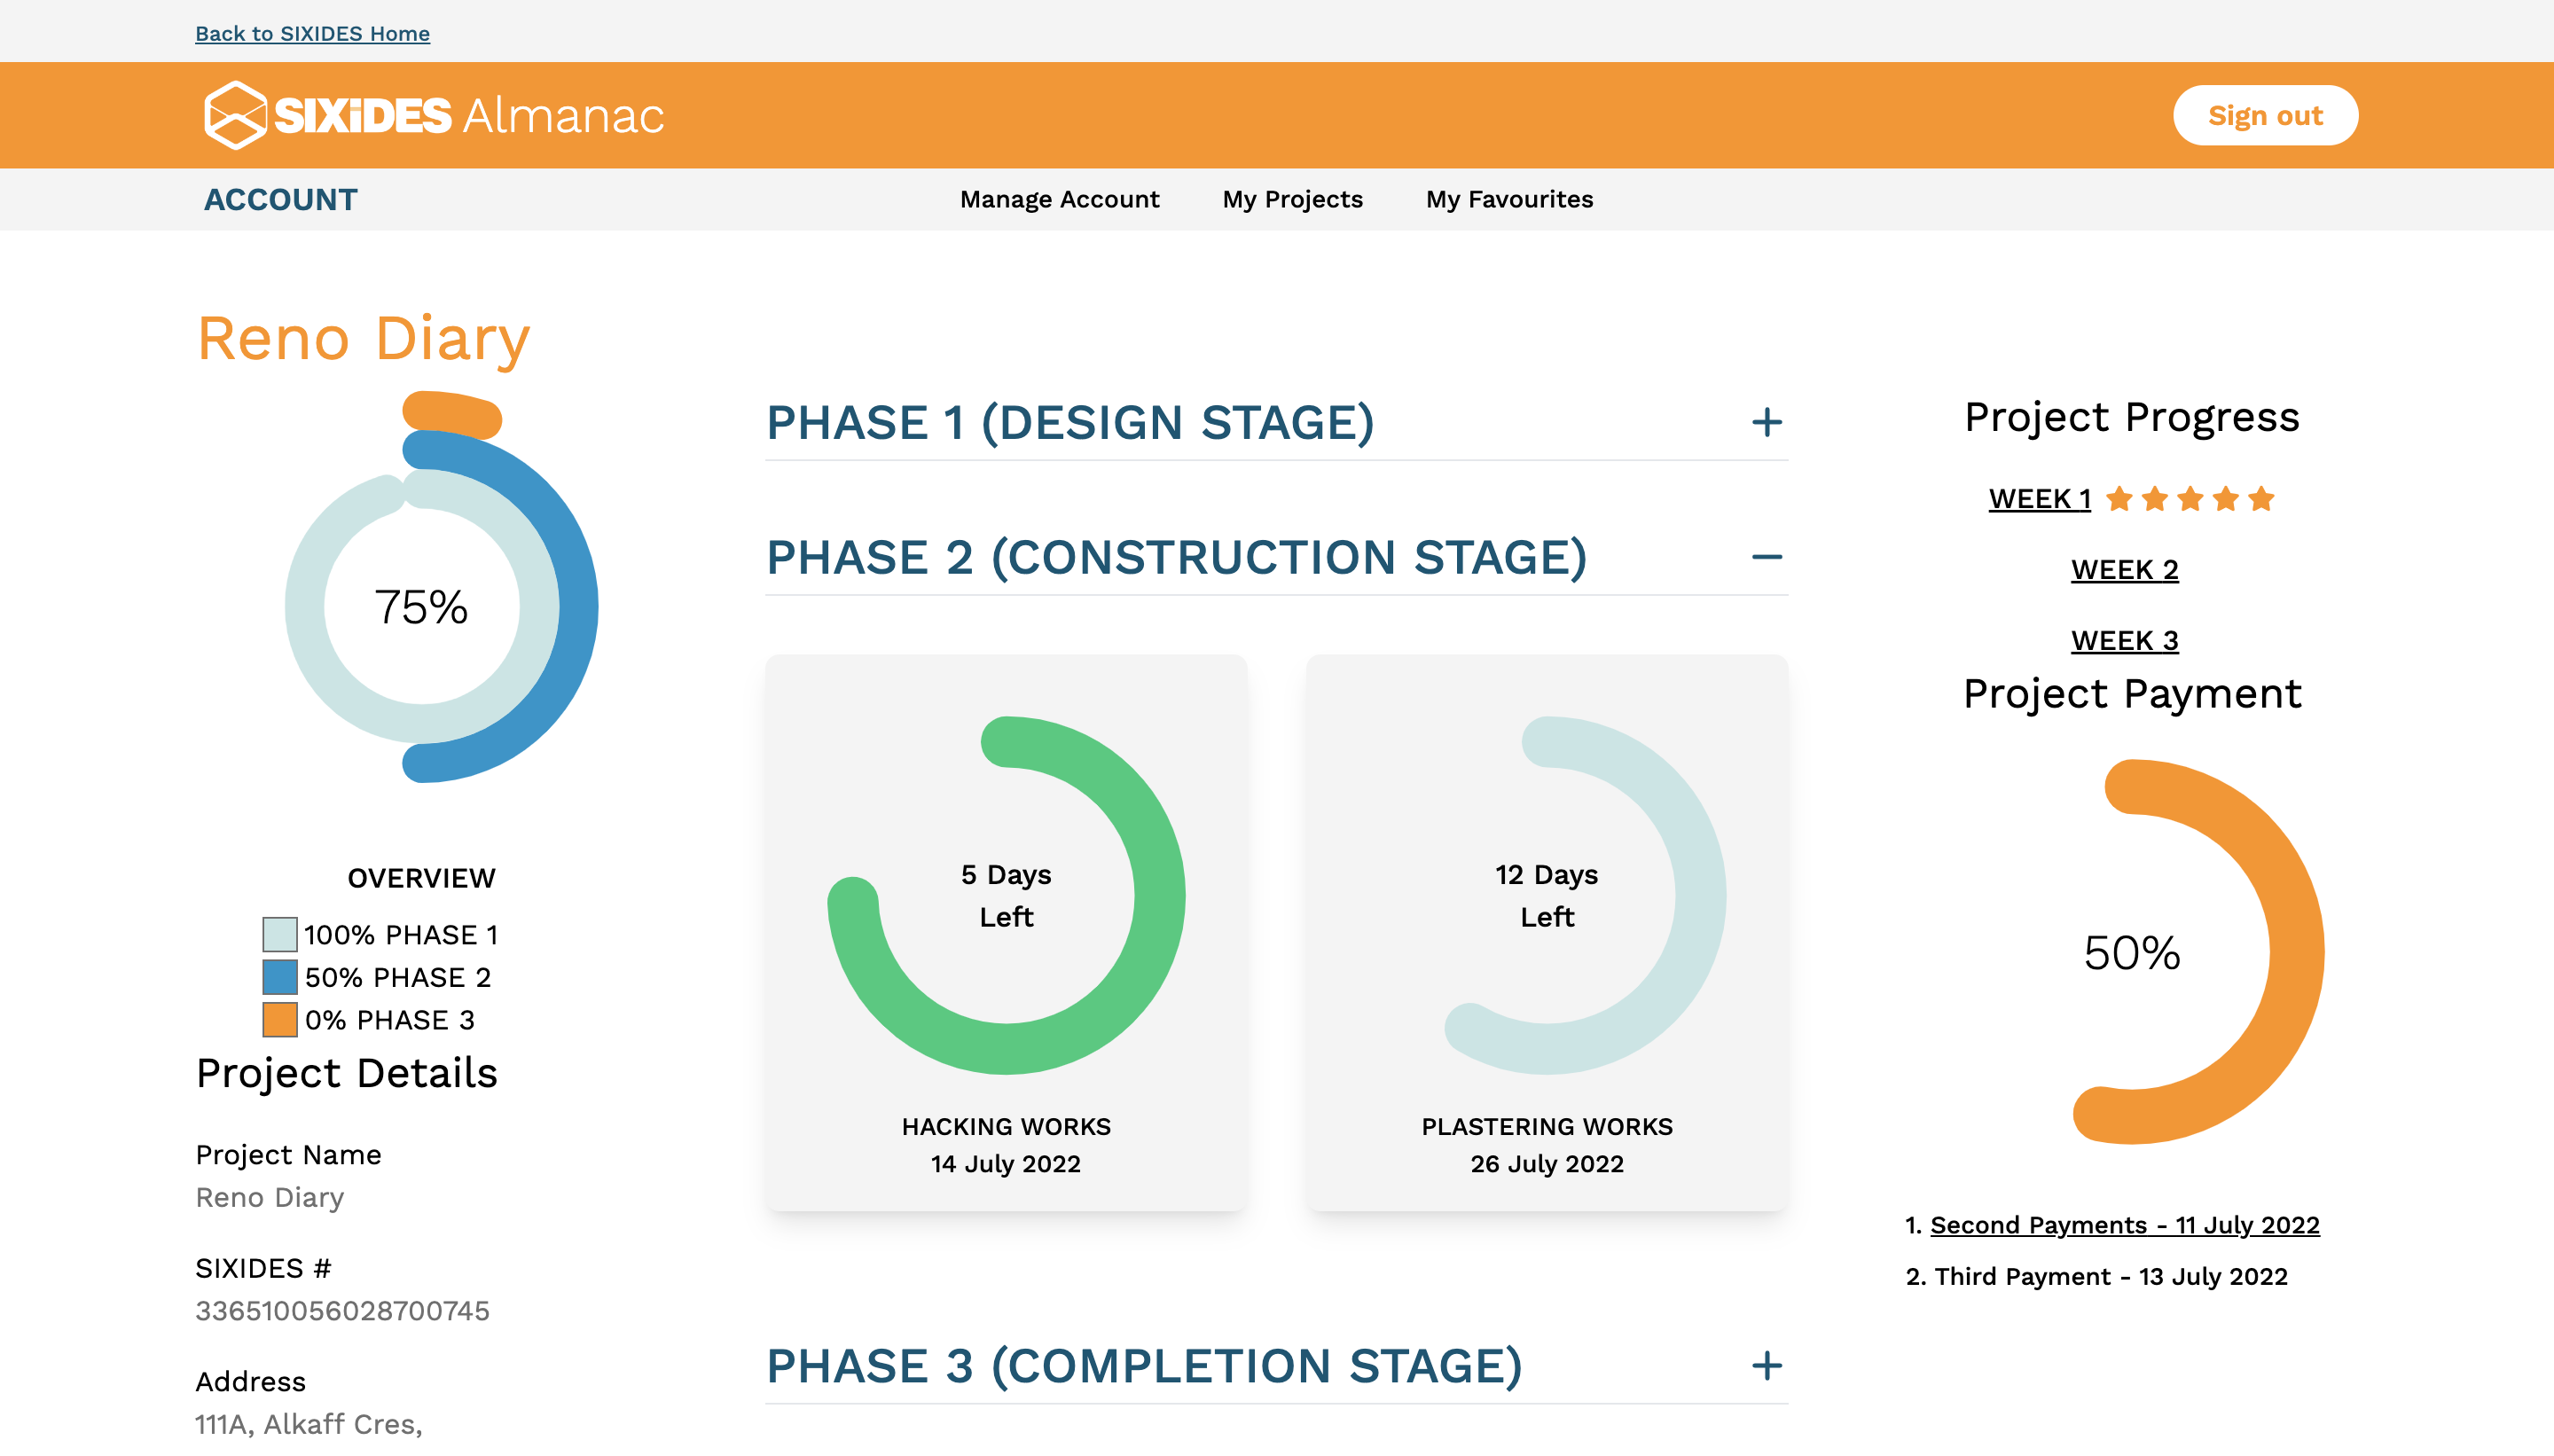 Back to SIXIDES Home
SIXiDES Almanac
Sign out
ACCOUNT
Manage Account
My Projects
My Favourites
Reno Diary
75%
OVERVIEW
100% PHASE 1
50% PHASE 2
0% PHASE 3
Project Details
Project Name
Reno Diary
SIXIDES #
336510056028700745
Address
111A, Alkaff Cres,
PHASE 1 (DESIGN STAGE)
PHASE 2 (CONSTRUCTION STAGE)
5 Days
Left
HACKING WORKS
14 July 2022
12 Days
Left
PLASTERING WORKS
26 July 2022
PHASE 3 (COMPLETION STAGE)
Project Progress
WEEK 1
WEEK 2
WEEK 3
Project Payment
50%
1. Second Payments - 11 July 2022
2. Third Payment - 13 July 2022